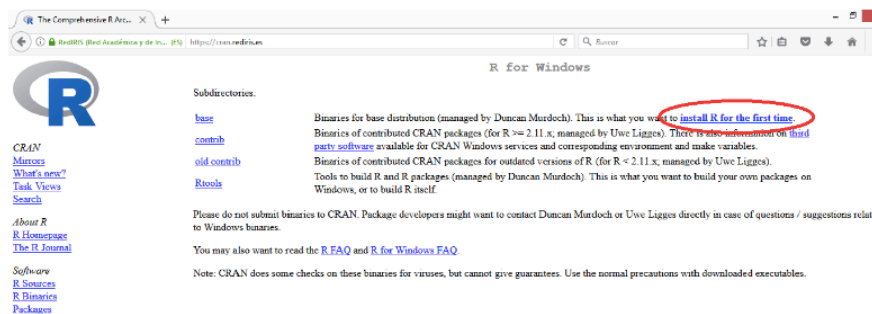 The Comprehensive R Arc...
RedIRIS (Red Académica y de In... (ES) https://cran.rediris.es
Buscar
R for Windows
R
Subdirectories:
base Binaries for base distribution (managed by Duncan Murdoch). This is what you want to install R for the first time.
contrib Binaries of contributed CRAN packages (for R >= 2.11.x; managed by Uwe Ligges). There is also information on third
party software available for CRAN Windows services and corresponding environment and make variables.
old contrib Binaries of contributed CRAN packages for outdated versions of R (for R < 2.11.x; managed by Uwe Ligges).
Rtools Tools to build R and R packages (managed by Duncan Murdoch). This is what you want to build your own packages on
Windows, or to build R itself.
Please do not submit binaries to CRAN. Package developers might want to contact Duncan Murdoch or Uwe Ligges directly in case of questions / suggestions relat
to Windows binaries.
You may also want to read the R FAQ and R for Windows FAQ.
Note: CRAN does some checks on these binaries for viruses, but cannot give guarantees. Use the normal precautions with downloaded executables.
CRAN
Mirrors
What's new?
Task Views
Search
About R
R Homepage
The R Journal
Software
R Sources
R Binaries
Packages